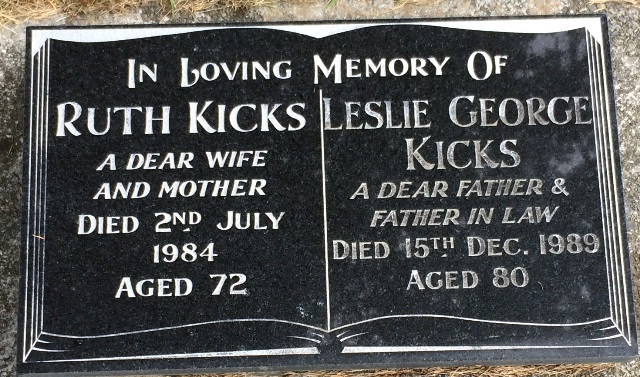 IN LOVING MEMORY OF
RUTH KICKS
A DEAR WIFE
AND MOTHER
DIED 2ND JULY
1984
AGED 72
LESLIE GEORGE
KICKS
A DEAR FATHER &
FATHER IN LAW
DIED 15TH DEC. 1989
AGED 80